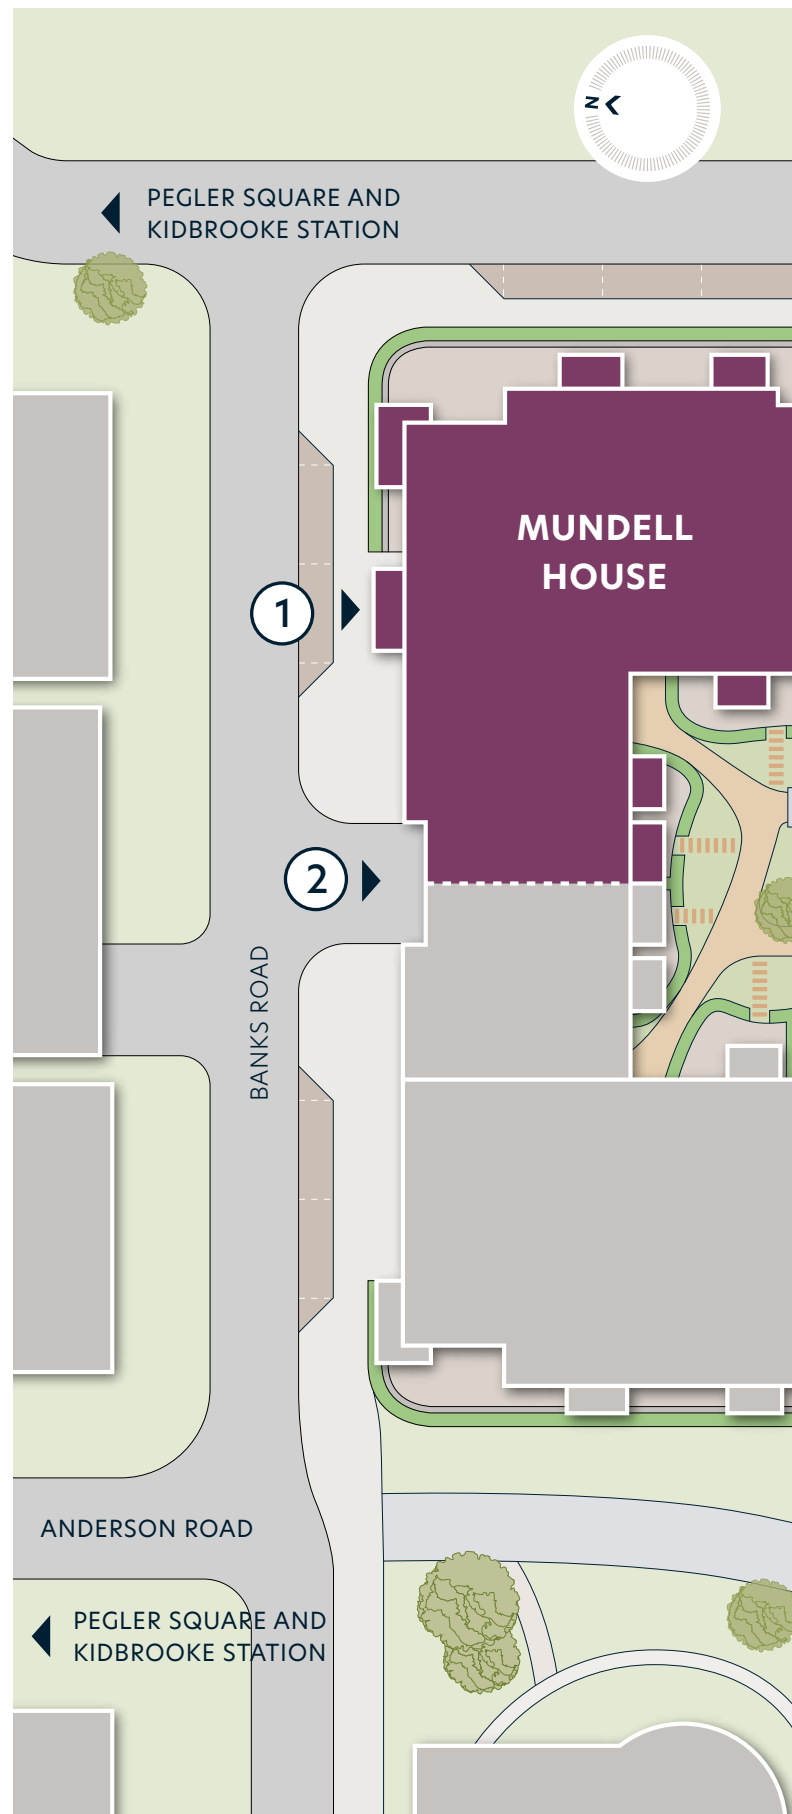 N
PEGLER SQUARE AND
KIDBROOKE STATION
MUNDELL
HOUSE
1
2
BANKS ROAD
ANDERSON ROAD
PEGLER SQUARE AND
KIDBROOKE STATION